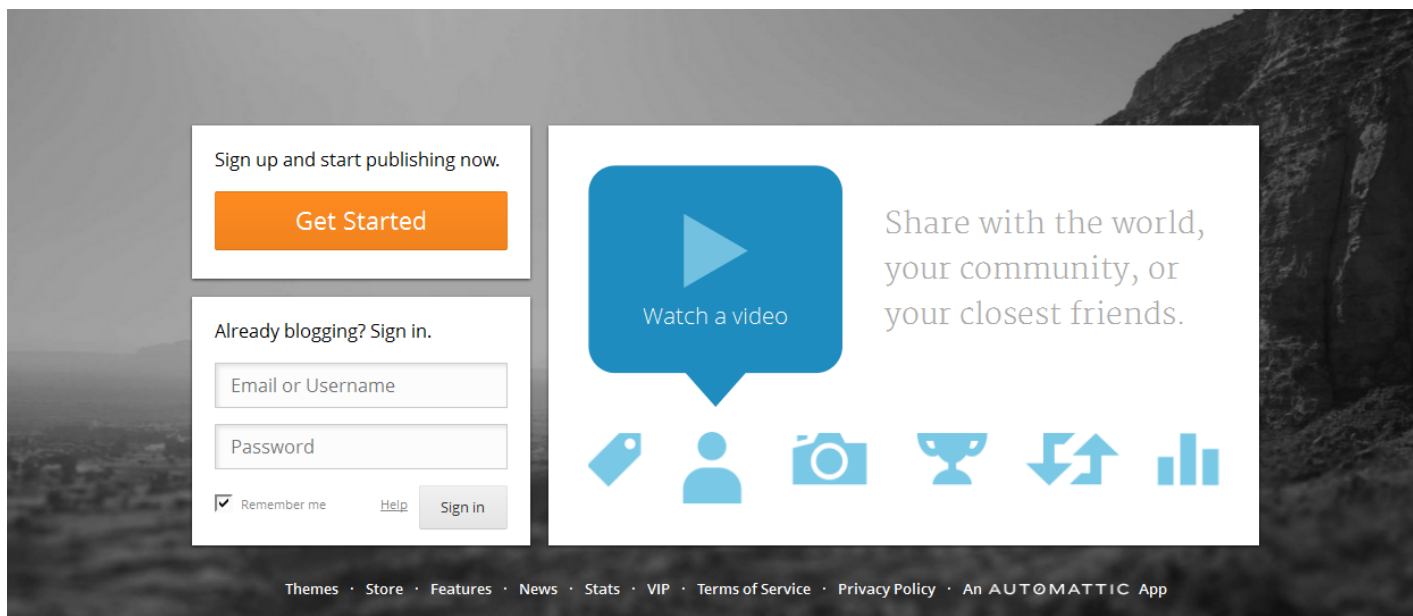 Sign up and start publishing now.
Get Started
Already blogging? Sign in.
Email or Username
Password
Remember me Help Sign in
Watch a video
Share with the world,
your community, or
your closest friends.
Themes · Store · Features · News · Stats · VIP · Terms of Service · Privacy Policy · An AUTOMATTIC App